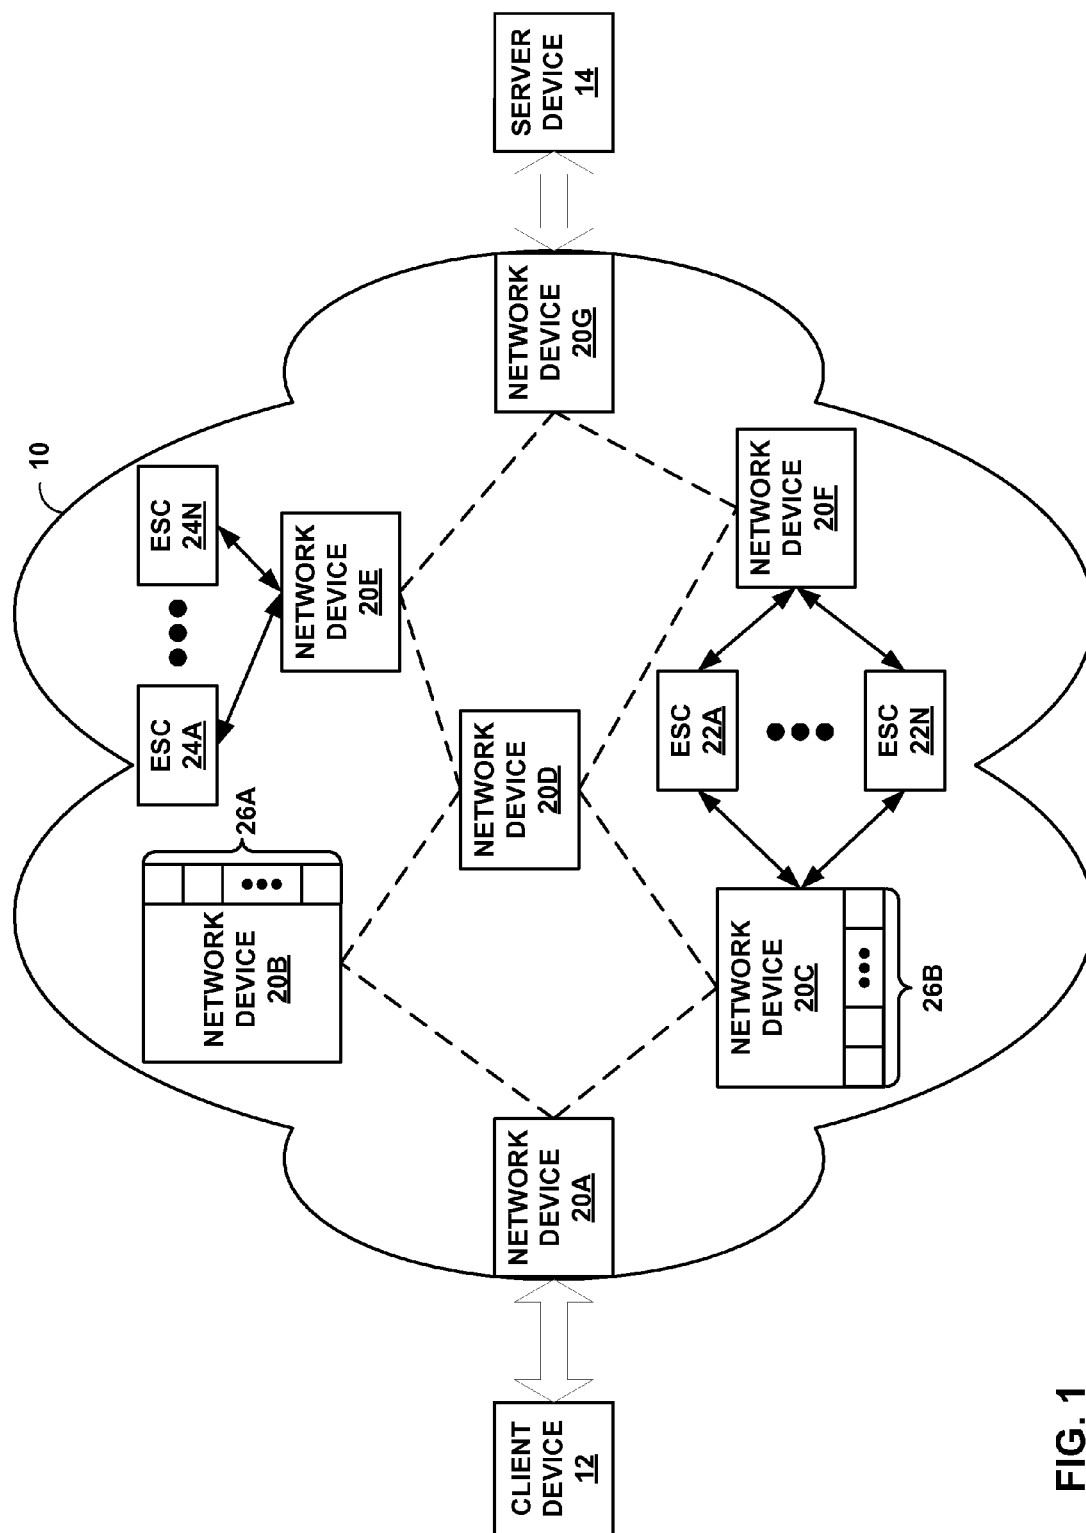 10
ESC
24A
ESC
24N
26A
NETWORK
DEVICE
20B
NETWORK
DEVICE
20E
CLIENT
DEVICE
12
NETWORK
DEVICE
20A
NETWORK
DEVICE
20D
NETWORK
DEVICE
20G
SERVER
DEVICE
14
ESC
22A
ESC
22N
NETWORK
DEVICE
20C
26B
NETWORK
DEVICE
20F
FIG. 1